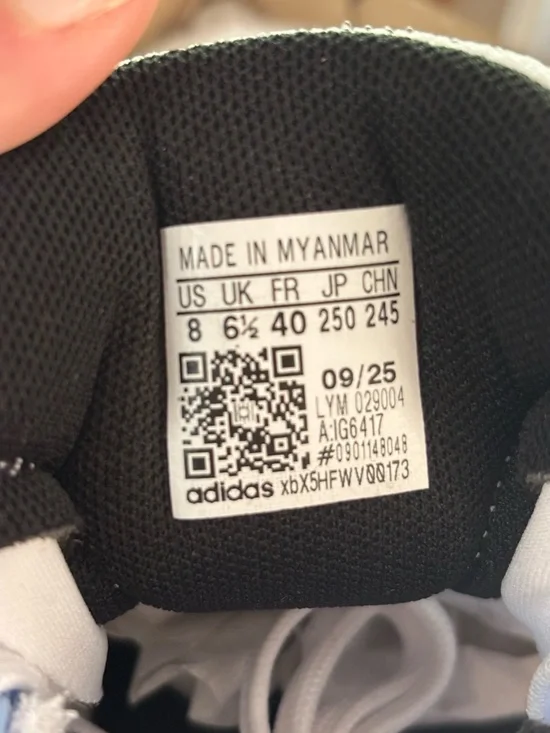 MADE IN MYANMAR
US UK FR JP CHN
8 6½ 40 250 245
09/25
LYM 029004
A:IG6417
#0901148048
adidas xbX5HFWV00173